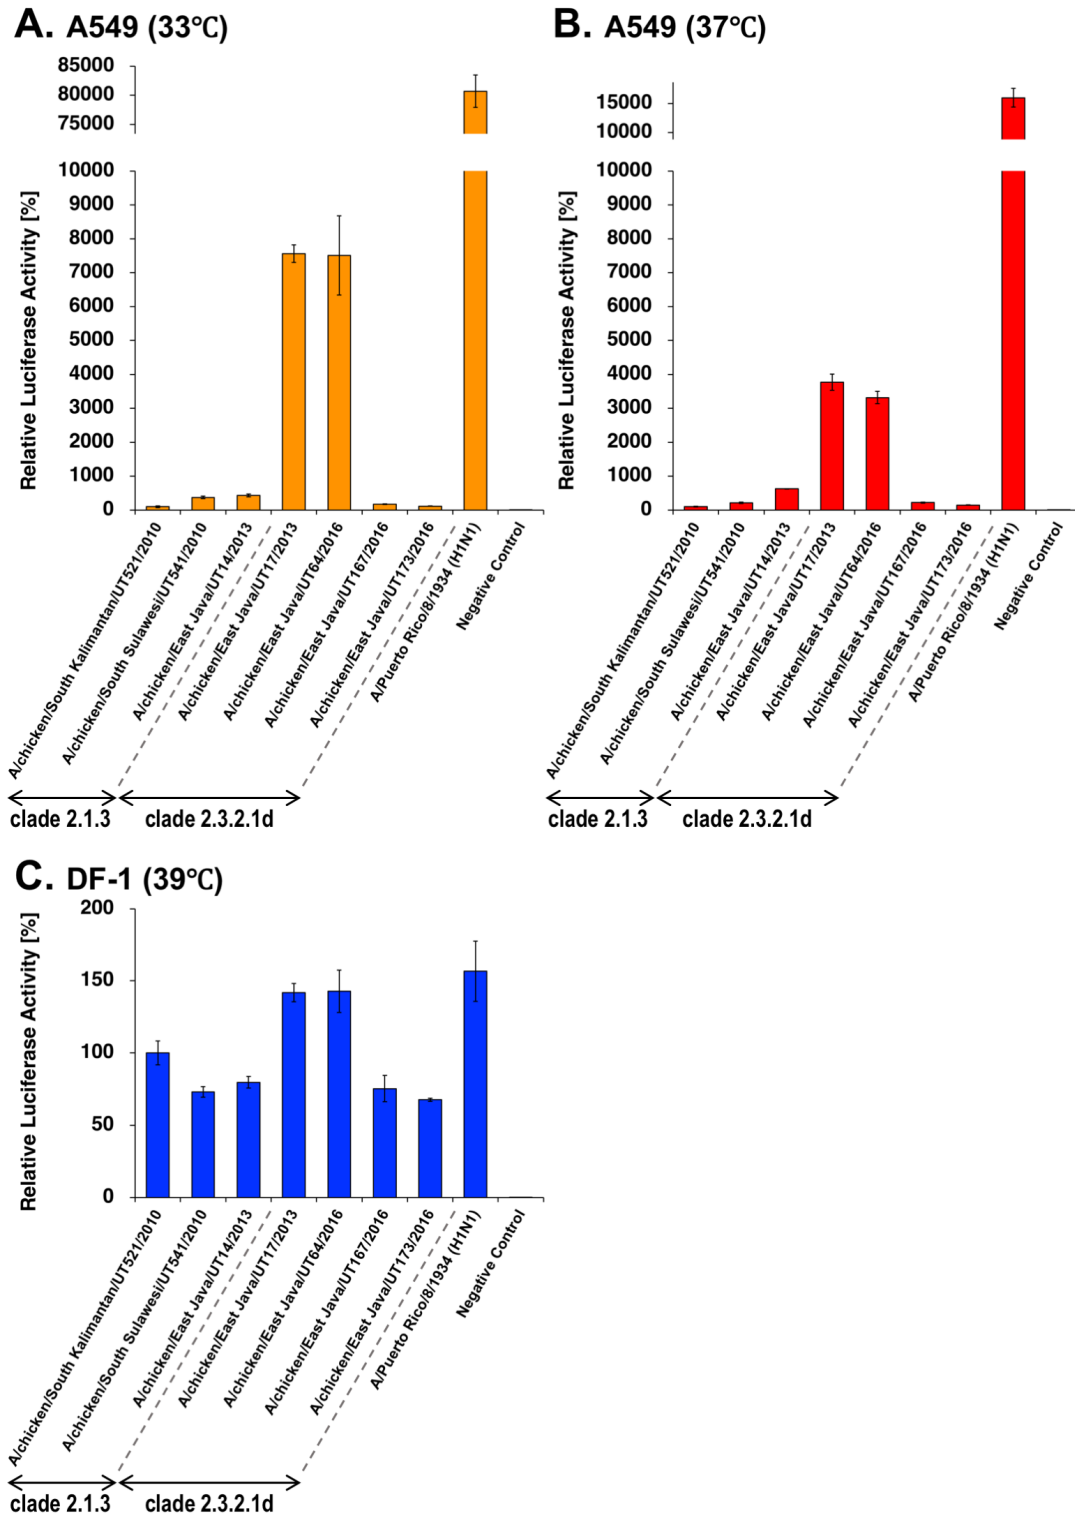 A. A549 (33℃)
Relative Luciferase Activity [%]
85000
80000
75000
10000
9000
8000
7000
6000
5000
4000
3000
2000
1000
0
A/chicken/South Kalimantan/UT521/2010
A/chicken/South Sulawesi/UT541/2010
A/chicken/East Java/UT14/2013
A/chicken/East Java/UT17/2013
A/chicken/East Java/UT64/2016
A/chicken/East Java/UT167/2016
A/chicken/East Java/UT173/2016
A/Puerto Rico/8/1934 (H1N1)
Negative Control
clade 2.1.3
clade 2.3.2.1d
B. A549 (37℃)
Relative Luciferase Activity [%]
15000
10000
10000
9000
8000
7000
6000
5000
4000
3000
2000
1000
0
A/chicken/South Kalimantan/UT521/2010
A/chicken/South Sulawesi/UT541/2010
A/chicken/East Java/UT14/2013
A/chicken/East Java/UT17/2013
A/chicken/East Java/UT64/2016
A/chicken/East Java/UT167/2016
A/chicken/East Java/UT173/2016
A/Puerto Rico/8/1934 (H1N1)
Negative Control
clade 2.1.3
clade 2.3.2.1d
C. DF-1 (39℃)
Relative Luciferase Activity [%]
200
150
100
50
0
A/chicken/South Kalimantan/UT521/2010
A/chicken/South Sulawesi/UT541/2010
A/chicken/East Java/UT14/2013
A/chicken/East Java/UT17/2013
A/chicken/East Java/UT64/2016
A/chicken/East Java/UT167/2016
A/chicken/East Java/UT173/2016
A/Puerto Rico/8/1934 (H1N1)
Negative Control
clade 2.1.3
clade 2.3.2.1d